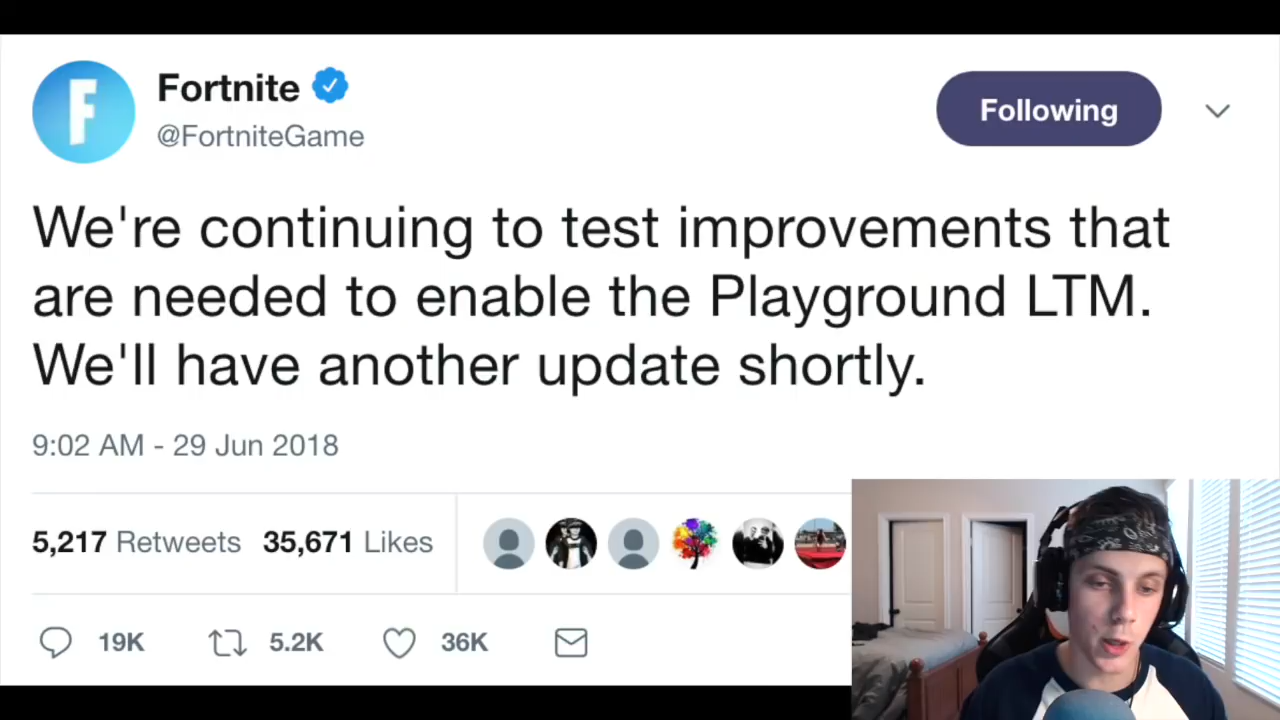 Fortnite
@FortniteGame
Following
We're continuing to test improvements that
are needed to enable the Playground LTM.
We'll have another update shortly.
9:02 AM - 29 Jun 2018
5,217 Retweets 35,671 Likes
19K 5.2K 36K